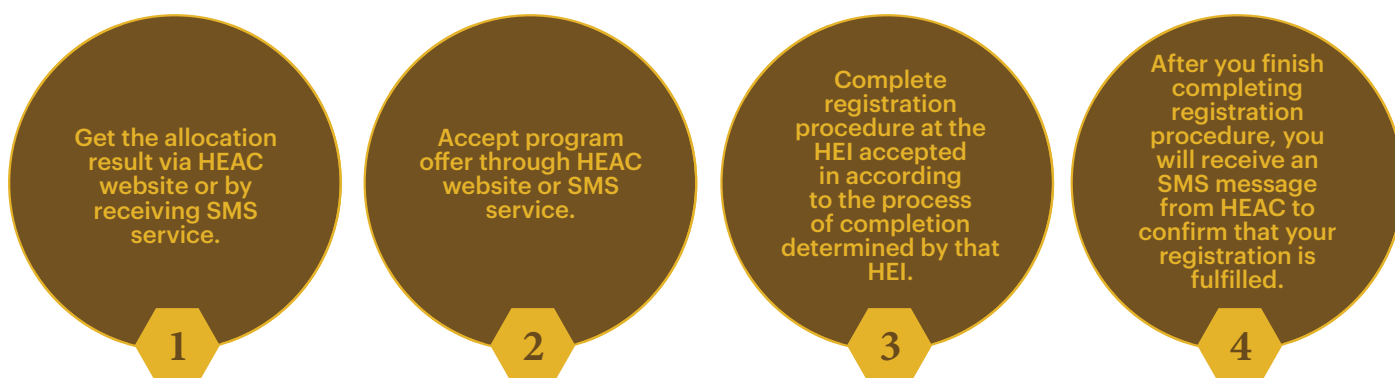 Get the allocation
result via HEAC
website or by
receiving SMS
service.
1
Accept program
offer through HEAC
website or SMS
service.
2
Complete
registration
procedure at the
HEI accepted
in according
to the process
of completion
determined by that
HEI.
3
After you finish
completing
registration
procedure, you
will receive an
SMS message
from HEAC to
confirm that your
registration is
fulfilled.
4